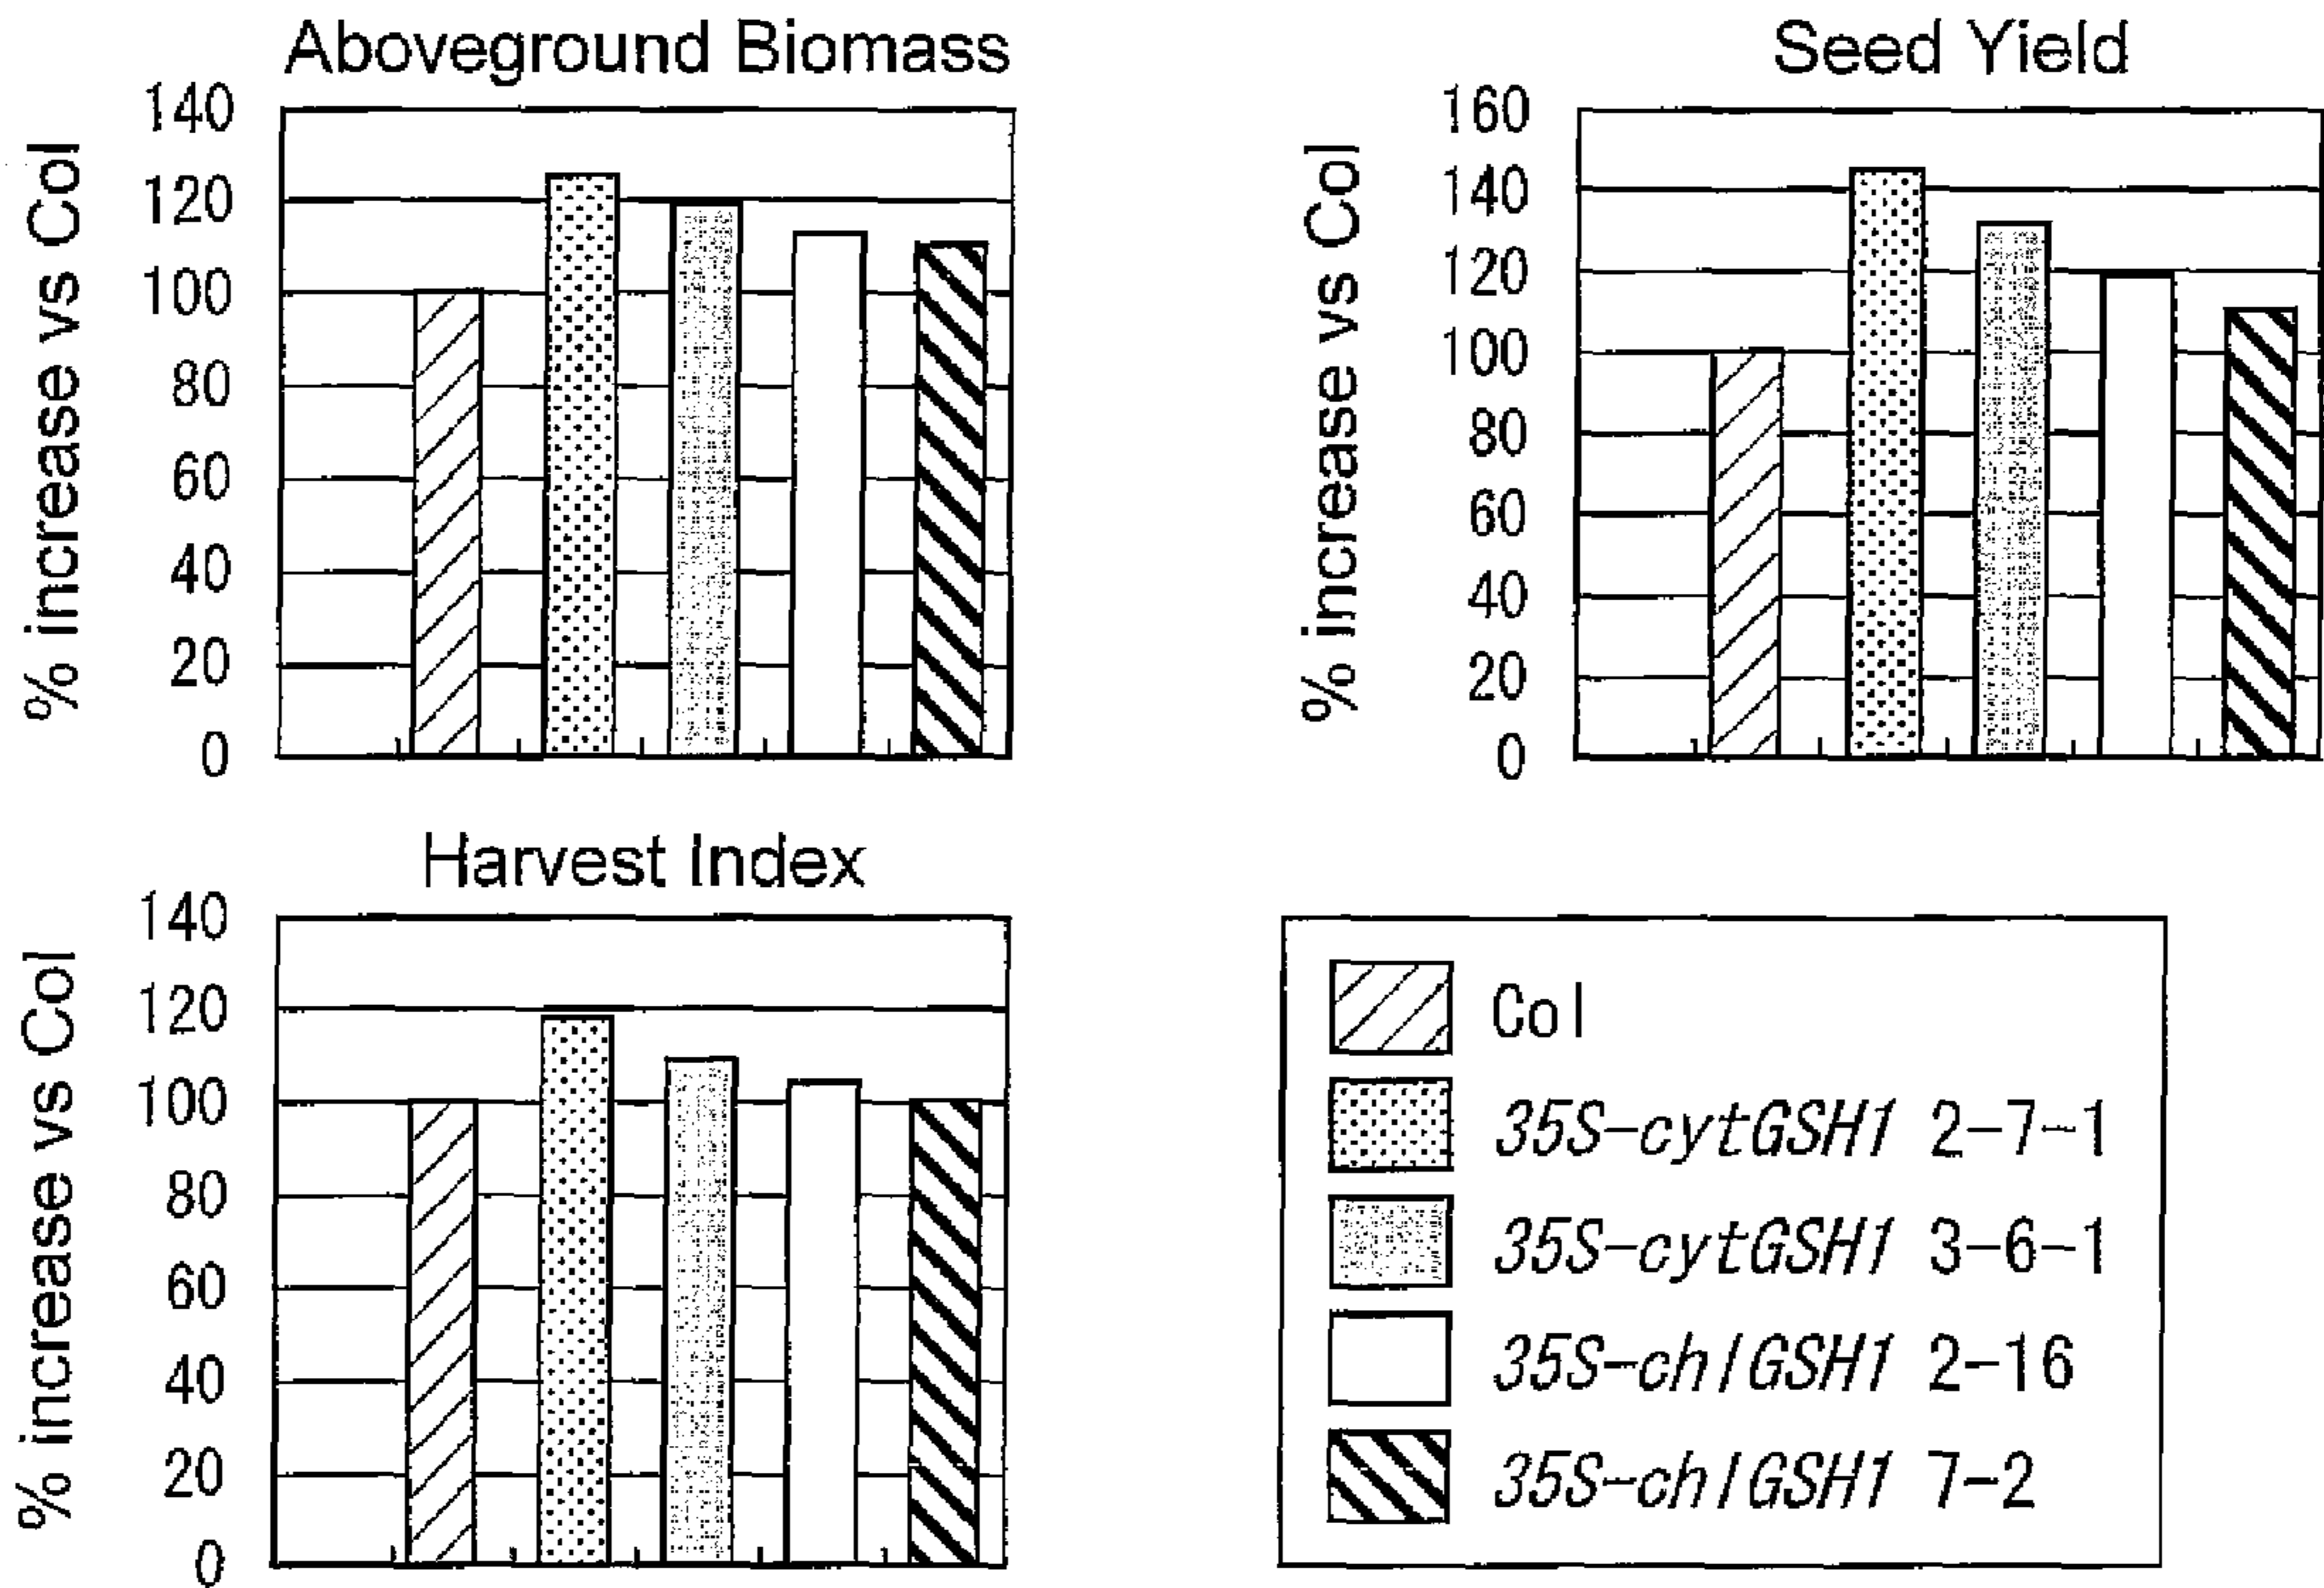 Aboveground Biomass
% increase vs Col
140
120
100
80
60
40
20
0
Seed Yield
% increase vs Col
160
140
120
100
80
60
40
20
0
Harvest Index
% increase vs Col
140
120
100
80
60
40
20
0
Col
35S-cytGSH1 2-7-1
35S-cytGSH1 3-6-1
35S-chlGSH1 2-16
35S-chlGSH1 7-2